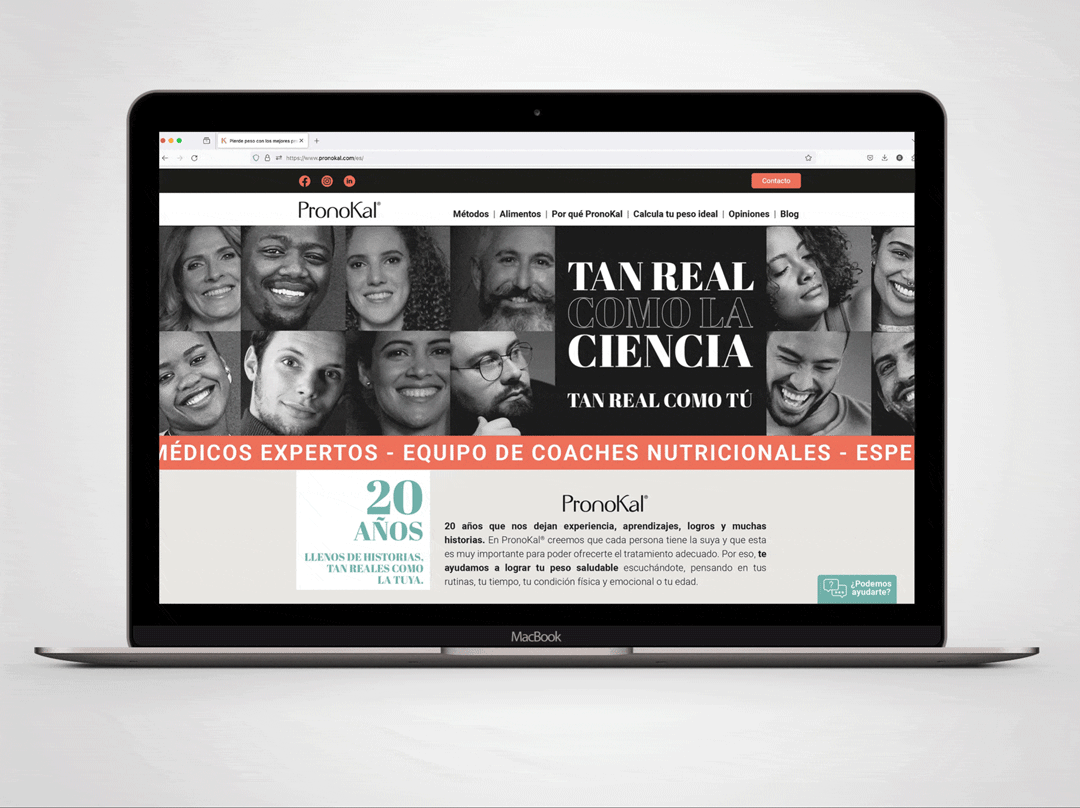 Pierde peso con los mejores pr
https://www.pronokal.com/es/
Contacto
PronoKal®
Métodos | Alimentos | Por qué PronoKal | Calcula tu peso ideal | Opiniones | Blog
TAN REAL
COMO LA
CIENCIA
TAN REAL COMO TÚ
MÉDICOS EXPERTOS - EQUIPO DE COACHES NUTRICIONALES - ESPE
20
AÑOS
LLENOS DE HISTORIAS,
TAN REALES COMO
LA TUYA.
PronoKal®
20 años que nos dejan experiencia, aprendizajes, logros y muchas
historias. En PronoKal® creemos que cada persona tiene la suya y que esta
es muy importante para poder ofrecerte el tratamiento adecuado. Por eso, te
ayudamos a lograr tu peso saludable escuchándote, pensando en tus
rutinas, tu tiempo, tu condición física y emocional o tu edad.
¿Podemos
ayudarte?
MacBook